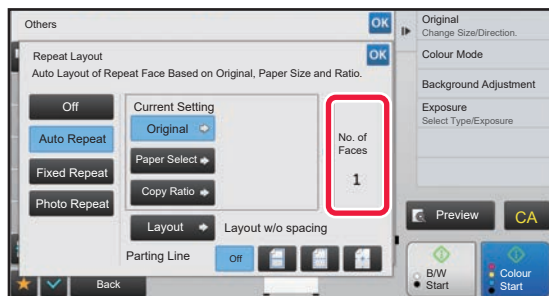 Others
OK
Repeat Layout
OK
Auto Layout of Repeat Face Based on Original, Paper Size and Ratio.
Off
Auto Repeat
Fixed Repeat
Photo Repeat
Current Setting
Original
Paper Select
Copy Ratio
Layout
Layout w/o spacing
Parting Line
Off
No. of
Faces
1
Back
Original
Change Size/Direction.
Colour Mode
Background Adjustment
Exposure
Select Type/Exposure
Preview
CA
B/W
Start
Colour
Start